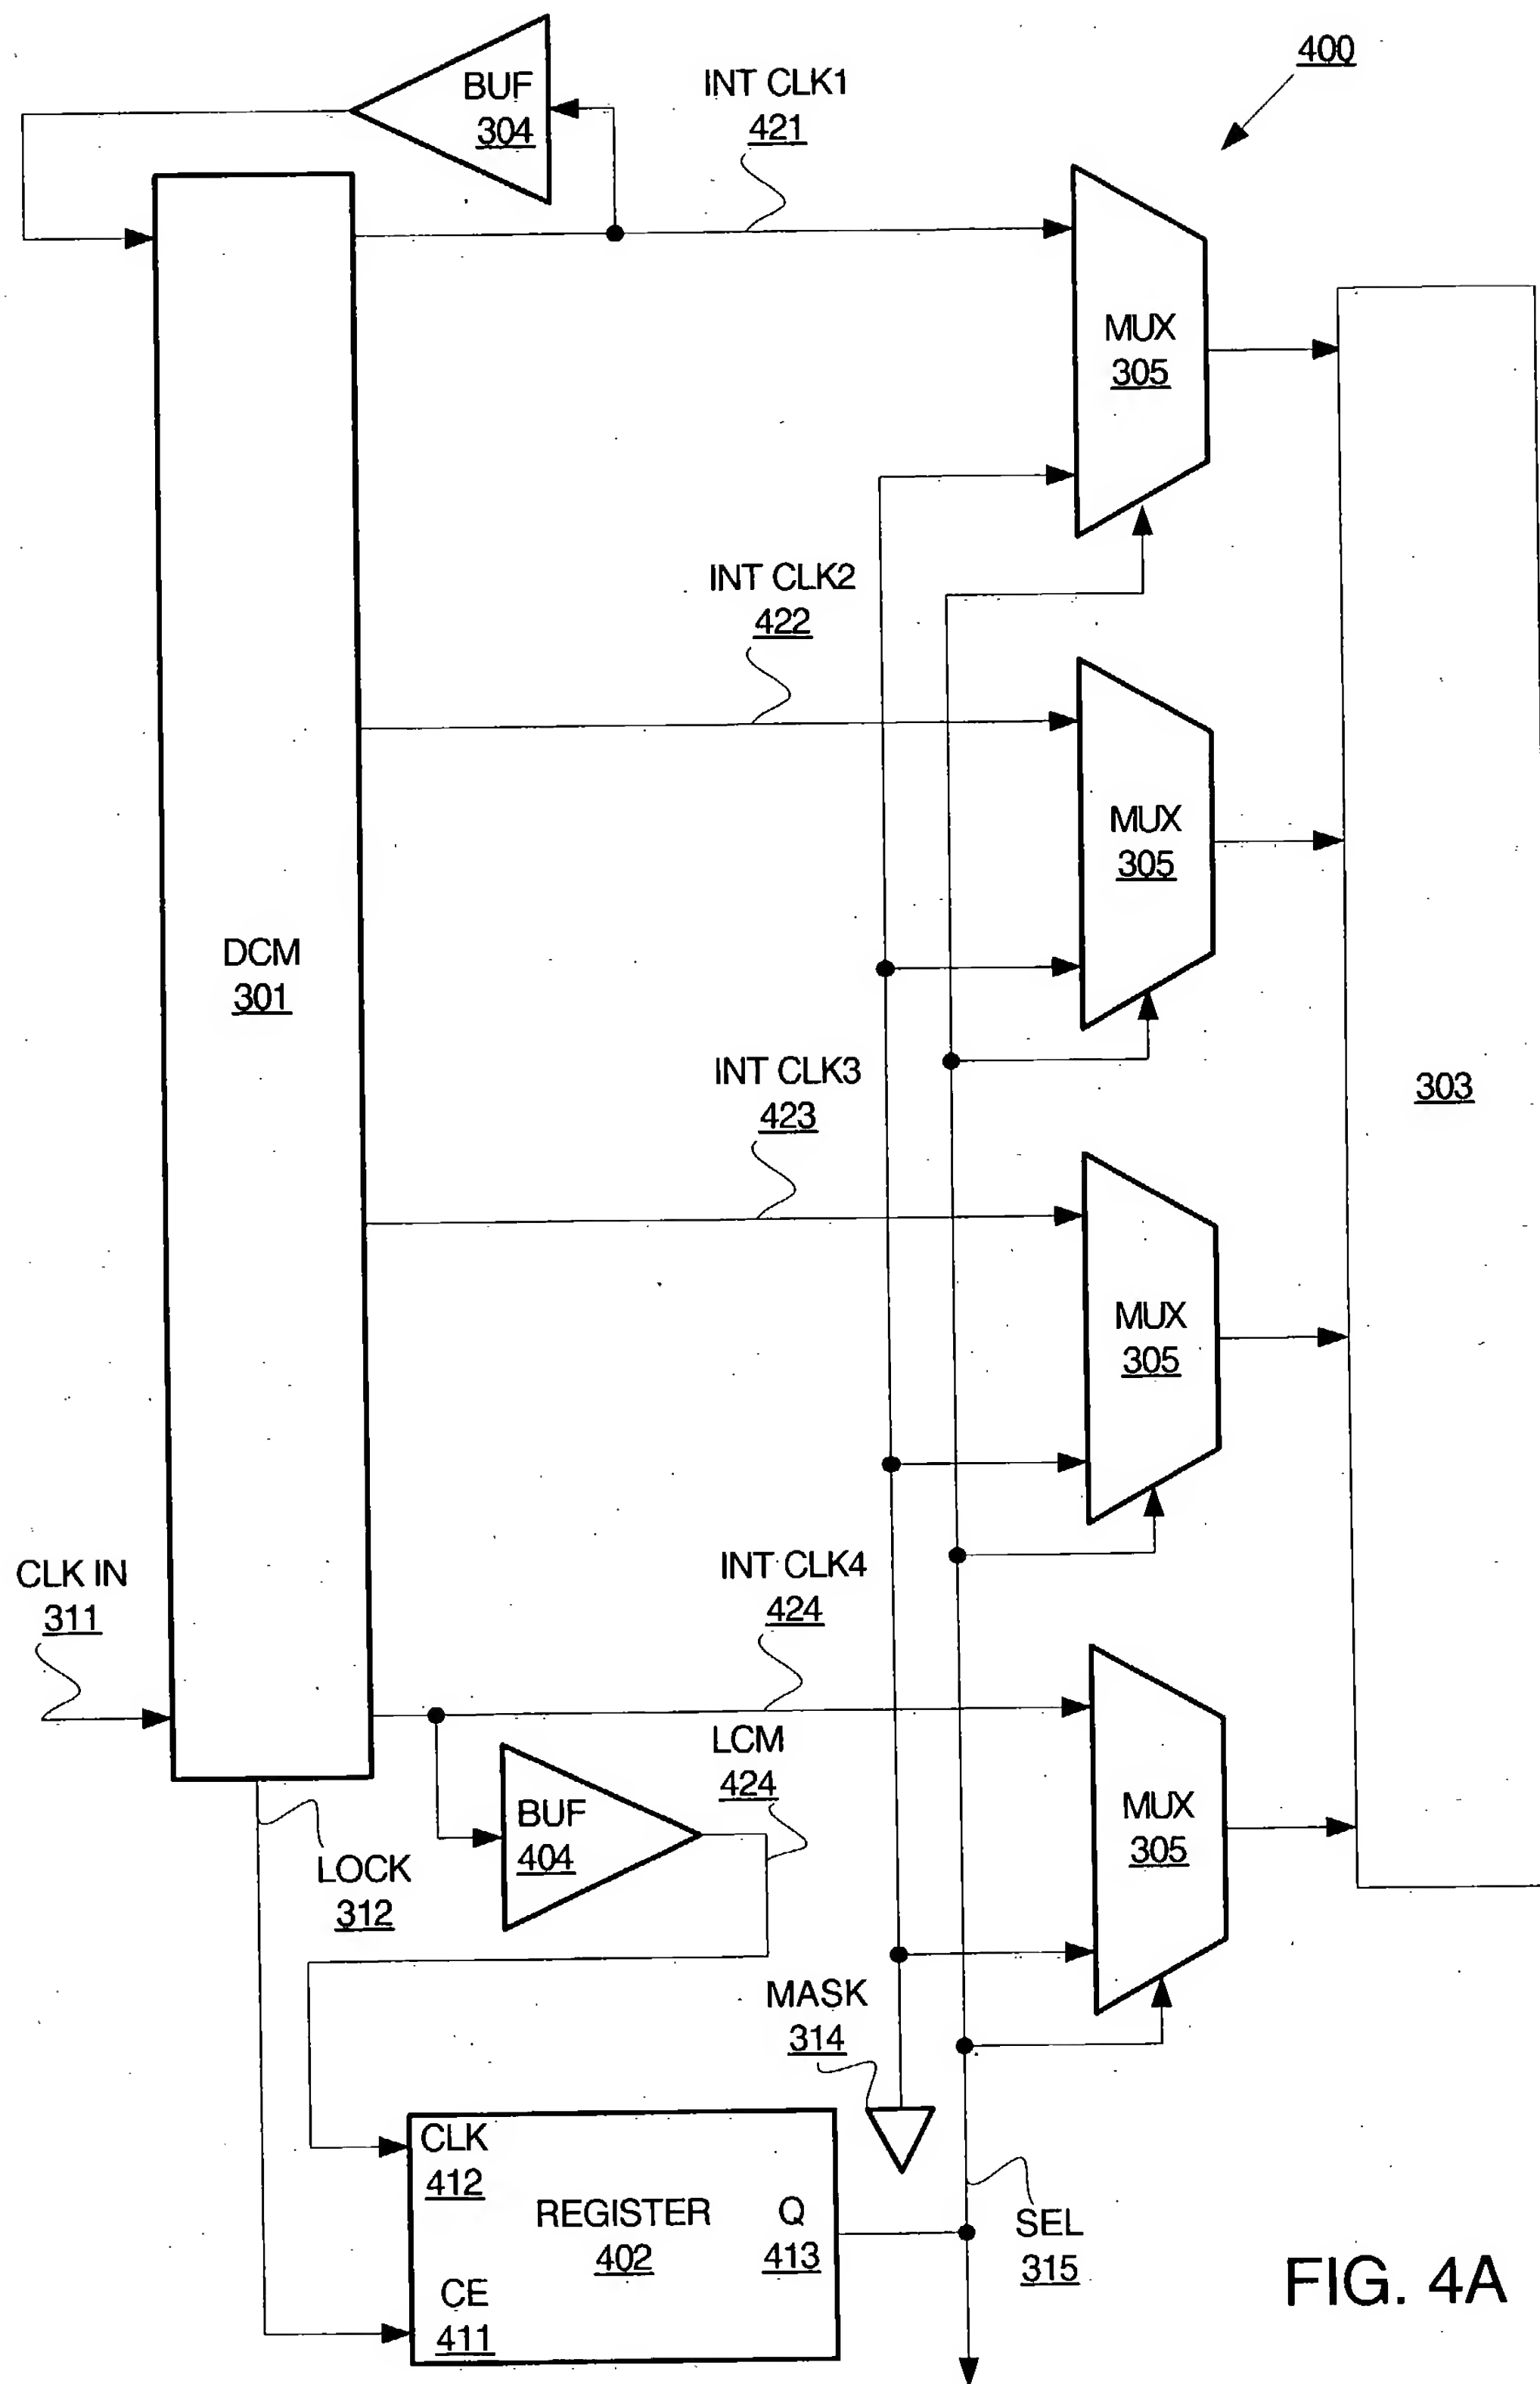 400
BUF
304
INT CLK1
421
MUX
305
INT CLK2
422
MUX
305
DCM
301
INT CLK3
423
303
MUX
305
CLK IN
311
INT CLK4
424
LCM
424
MUX
305
BUF
404
LOCK
312
MASK
314
CLK
412
REGISTER
402
Q
413
CE
411
SEL
315
FIG. 4A